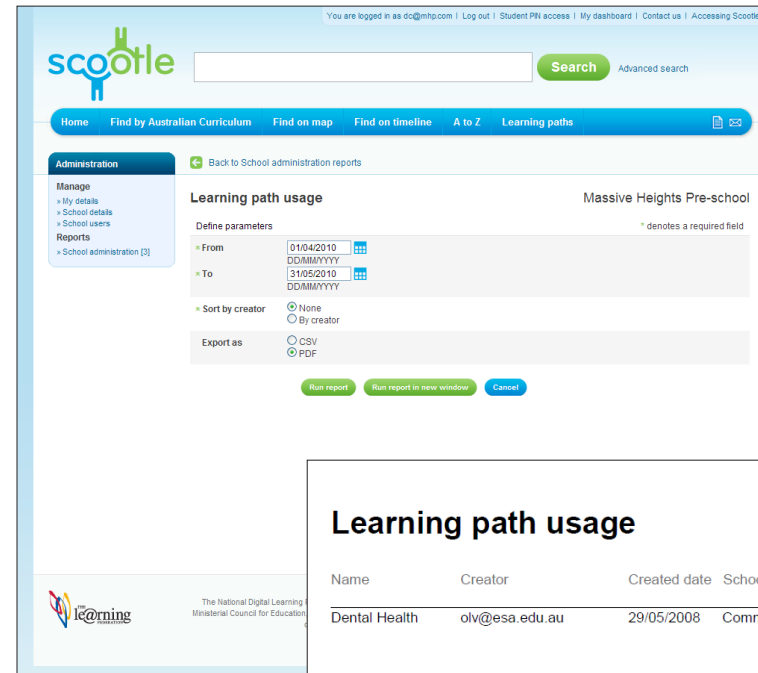 You are logged in as dc@mhp.com I Log out I Student PIN access I My dashboard I Contact us I Accessing Scootle
scootle
Search
Advanced search
Home Find by Australian Curriculum Find on map Find on timeline A to Z Learning paths
Administration
Manage
» My details
» School details
» School users
Reports
» School administration [3]
Back to School administration reports
Learning path usage Massive Heights Pre-school
Define parameters * denotes a required field
* From 01/04/2010
DD/MM/YYYY
* To 31/05/2010
DD/MM/YYYY
* Sort by creator None
By creator
Export as CSV
PDF
Run report Run report in new window Cancel
THE
le@rning
FEDERATION
The National Digital Learning
Ministerial Council for Education,
Learning path usage
Name Creator Created date Schoo
Dental Health olv@esa.edu.au 29/05/2008 Comm